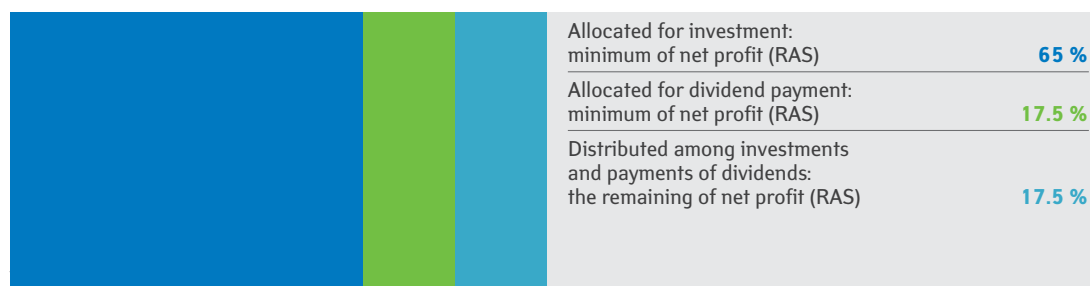 Allocated for investment:
minimum of net profit (RAS) 65 %
Allocated for dividend payment:
minimum of net profit (RAS) 17.5 %
Distributed among investments
and payments of dividends:
the remaining of net profit (RAS) 17.5 %